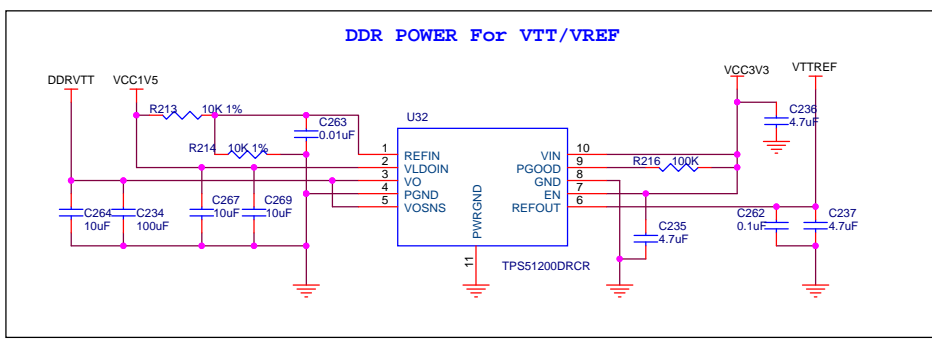 DDR POWER For VTT/VREF
DDRVTT
VCC1V5
VCC3V3
VTTREF
R213
10K 1%
C263
0.01uF
U32
C236
4.7uF
R214
10K 1%
1
REFIN
2
VLDOIN
3
VO
4
PGND
5
VOSNS
PWRGND
11
VIN
10
PGOOD
9
GND
8
EN
7
REFOUT
6
R216
100K
C264
10uF
C234
100uF
C267
10uF
C269
10uF
C235
4.7uF
C262
0.1uF
C237
4.7uF
TPS51200DRCR